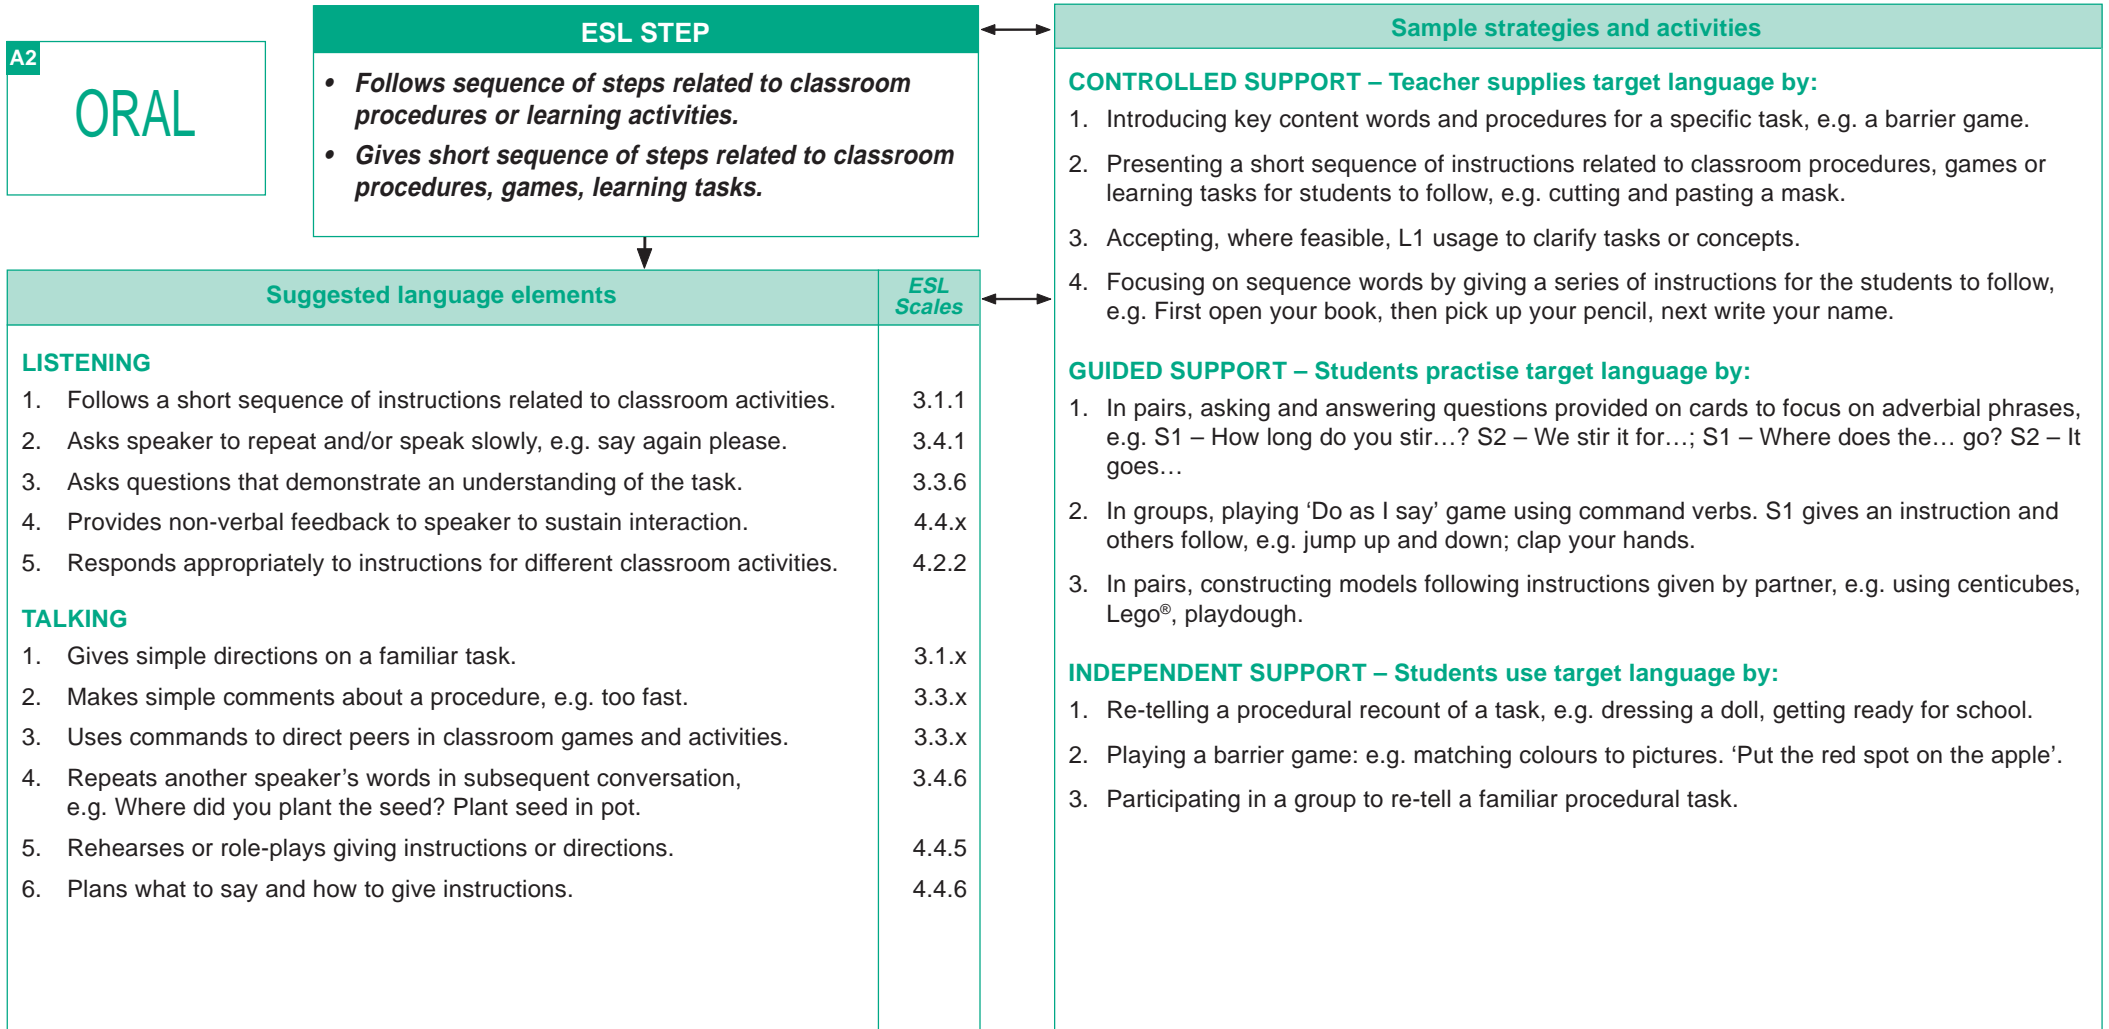 A2
ORAL
ESL STEP
• Follows sequence of steps related to classroom
procedures or learning activities.
• Gives short sequence of steps related to classroom
procedures, games, learning tasks.
Suggested language elements
ESL
Scales
LISTENING
1. Follows a short sequence of instructions related to classroom activities. 3.1.1
2. Asks speaker to repeat and/or speak slowly, e.g. say again please. 3.4.1
3. Asks questions that demonstrate an understanding of the task. 3.3.6
4. Provides non-verbal feedback to speaker to sustain interaction. 4.4.x
5. Responds appropriately to instructions for different classroom activities. 4.2.2
TALKING
1. Gives simple directions on a familiar task. 3.1.x
2. Makes simple comments about a procedure, e.g. too fast. 3.3.x
3. Uses commands to direct peers in classroom games and activities. 3.3.x
4. Repeats another speaker’s words in subsequent conversation, 3.4.6
e.g. Where did you plant the seed? Plant seed in pot.
5. Rehearses or role-plays giving instructions or directions. 4.4.5
6. Plans what to say and how to give instructions. 4.4.6
Sample strategies and activities
CONTROLLED SUPPORT – Teacher supplies target language by:
1. Introducing key content words and procedures for a specific task, e.g. a barrier game.
2. Presenting a short sequence of instructions related to classroom procedures, games or
learning tasks for students to follow, e.g. cutting and pasting a mask.
3. Accepting, where feasible, L1 usage to clarify tasks or concepts.
4. Focusing on sequence words by giving a series of instructions for the students to follow,
e.g. First open your book, then pick up your pencil, next write your name.
GUIDED SUPPORT – Students practise target language by:
1. In pairs, asking and answering questions provided on cards to focus on adverbial phrases,
e.g. S1 – How long do you stir…? S2 – We stir it for…; S1 – Where does the… go? S2 – It
goes…
2. In groups, playing ‘Do as I say’ game using command verbs. S1 gives an instruction and
others follow, e.g. jump up and down; clap your hands.
3. In pairs, constructing models following instructions given by partner, e.g. using centicubes,
Lego®, playdough.
INDEPENDENT SUPPORT – Students use target language by:
1. Re-telling a procedural recount of a task, e.g. dressing a doll, getting ready for school.
2. Playing a barrier game: e.g. matching colours to pictures. ‘Put the red spot on the apple’.
3. Participating in a group to re-tell a familiar procedural task.